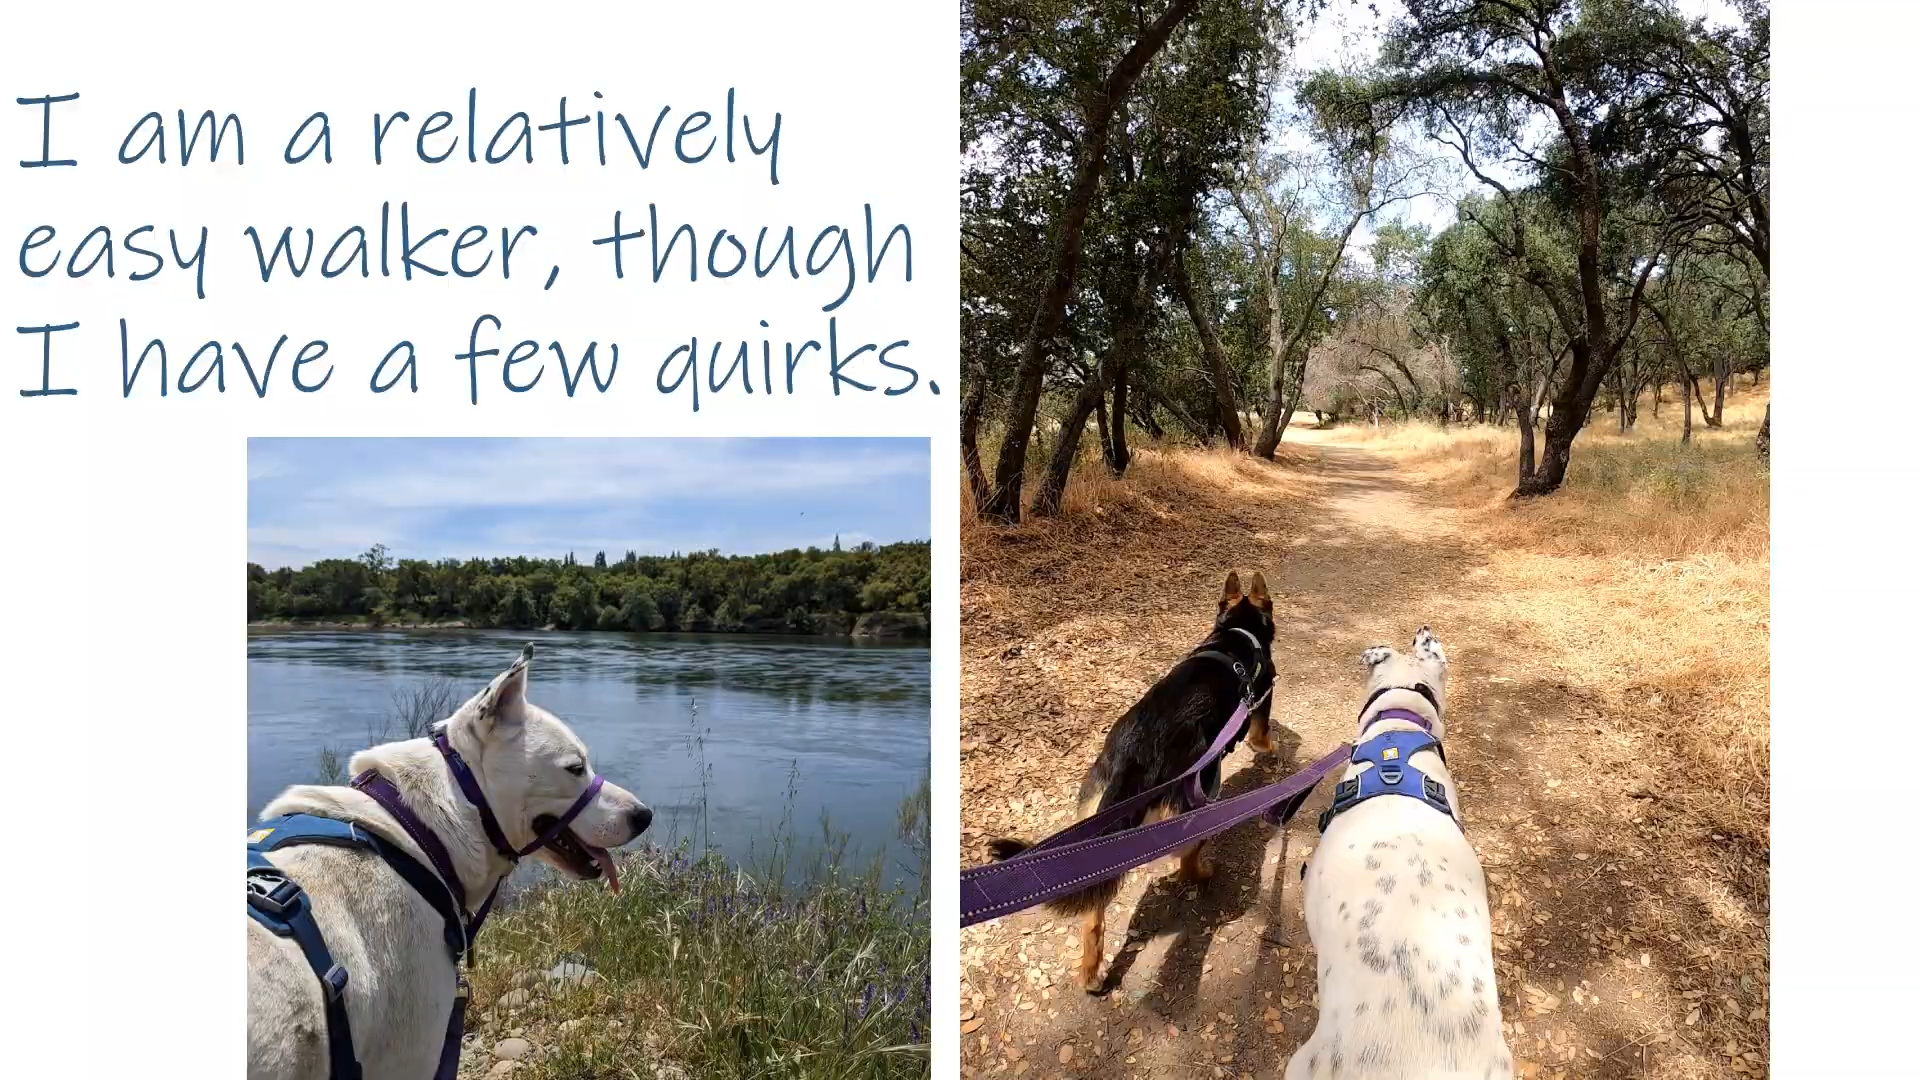 I am a relatively
easy walker, though
I have a few quirks.